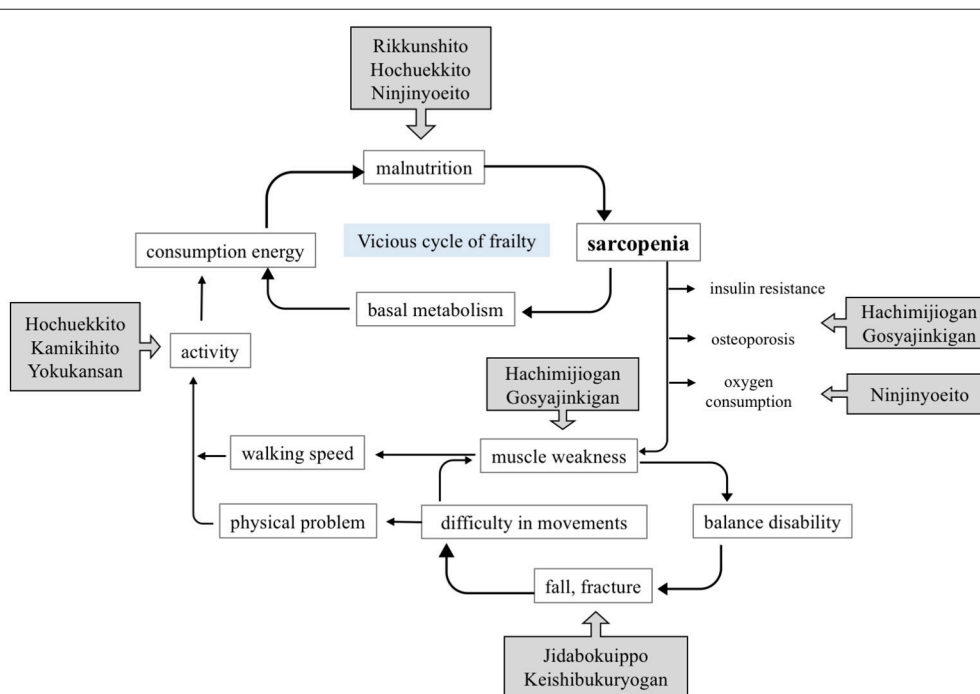 Rikkunshito
Hochuekkito
Ninjinyoeito
malnutrition
consumption energy
Vicious cycle of frailty
sarcopenia
basal metabolism
insulin resistance
Hochuekkito
Kamikihito
Yokukansan
activity
osteoporosis
Hachimijiogan
Gosyajinkigan
Hachimijiogan
Gosyajinkigan
oxygen
consumption
Ninjinyoeito
walking speed
muscle weakness
physical problem
difficulty in movements
balance disability
fall, fracture
Jidabokuippo
Keishibukuryogan